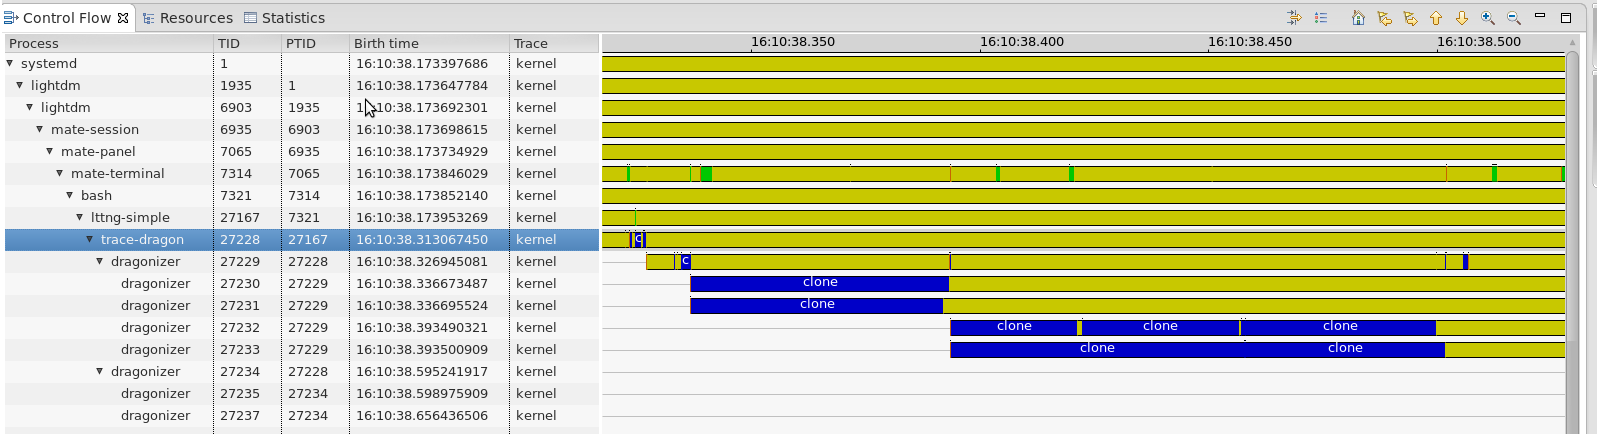 Control Flow Resources Statistics
Process TID PTID Birth time Trace 16:10:38.350 16:10:38.400 16:10:38.450 16:10:38.500
systemd 1 16:10:38.173397686 kernel
lightdm 1935 1 16:10:38.173647784 kernel
lightdm 6903 1935 16:10:38.173692301 kernel
mate-session 6935 6903 16:10:38.173698615 kernel
mate-panel 7065 6935 16:10:38.173734929 kernel
mate-terminal 7314 7065 16:10:38.173846029 kernel
bash 7321 7314 16:10:38.173852140 kernel
lttng-simple 27167 7321 16:10:38.173953269 kernel
trace-dragon 27228 27167 16:10:38.313067450 kernel c
dragonizer 27229 27228 16:10:38.326945081 kernel c
dragonizer 27230 27229 16:10:38.336673487 kernel clone
dragonizer 27231 27229 16:10:38.336695524 kernel clone
dragonizer 27232 27229 16:10:38.393490321 kernel clone clone clone
dragonizer 27233 27229 16:10:38.393500909 kernel clone clone
dragonizer 27234 27228 16:10:38.595241917 kernel
dragonizer 27235 27234 16:10:38.598975909 kernel
dragonizer 27237 27234 16:10:38.656436506 kernel